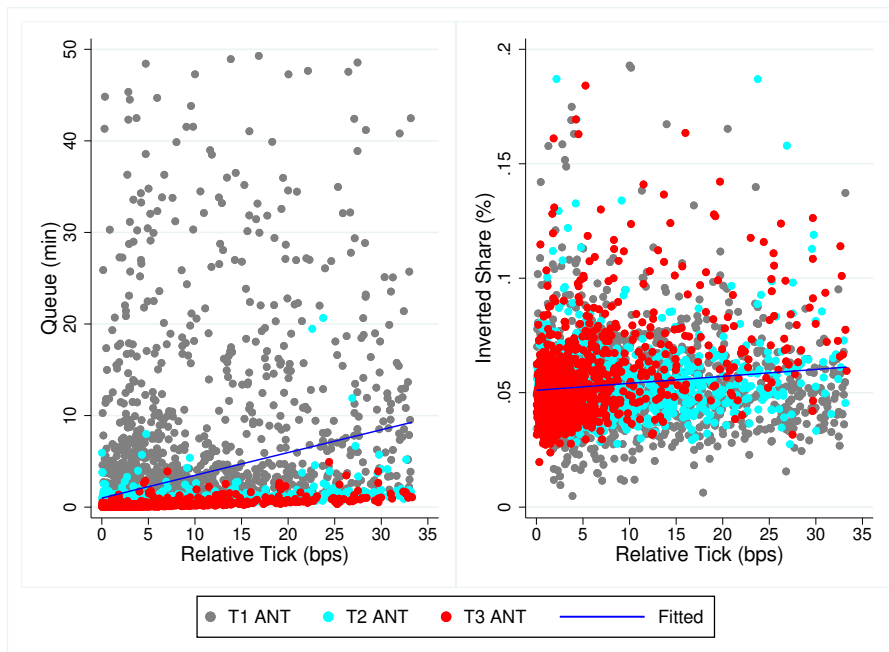 Queue (min)
50
40
30
20
10
0
0 5 10 15 20 25 30 35
Relative Tick (bps)
Inverted Share (%)
.2
.15
.1
.05
0
0 5 10 15 20 25 30 35
Relative Tick (bps)
T1 ANT T2 ANT T3 ANT Fitted